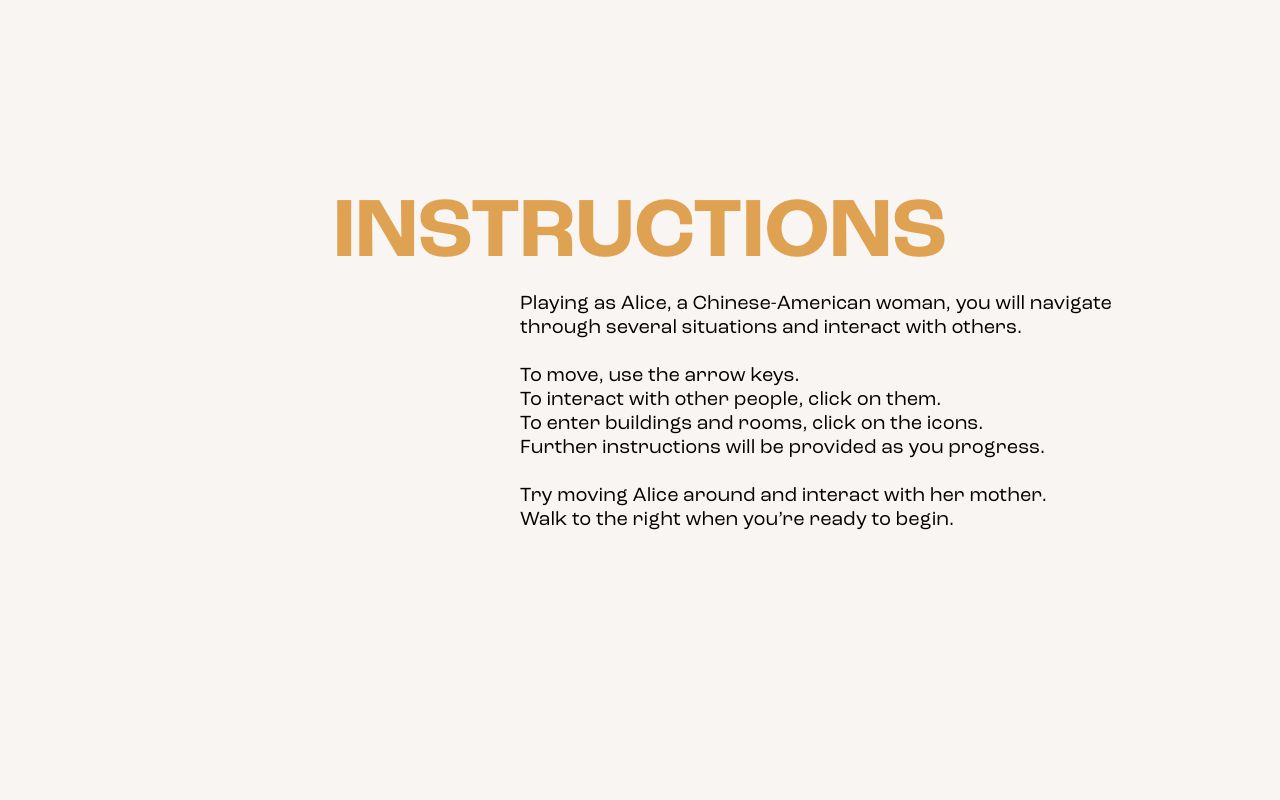 INSTRUCTIONS
Playing as Alice, a Chinese-American woman, you will navigate
through several situations and interact with others.
To move, use the arrow keys.
To interact with other people, click on them.
To enter buildings and rooms, click on the icons.
Further instructions will be provided as you progress.
Try moving Alice around and interact with her mother.
Walk to the right when you’re ready to begin.